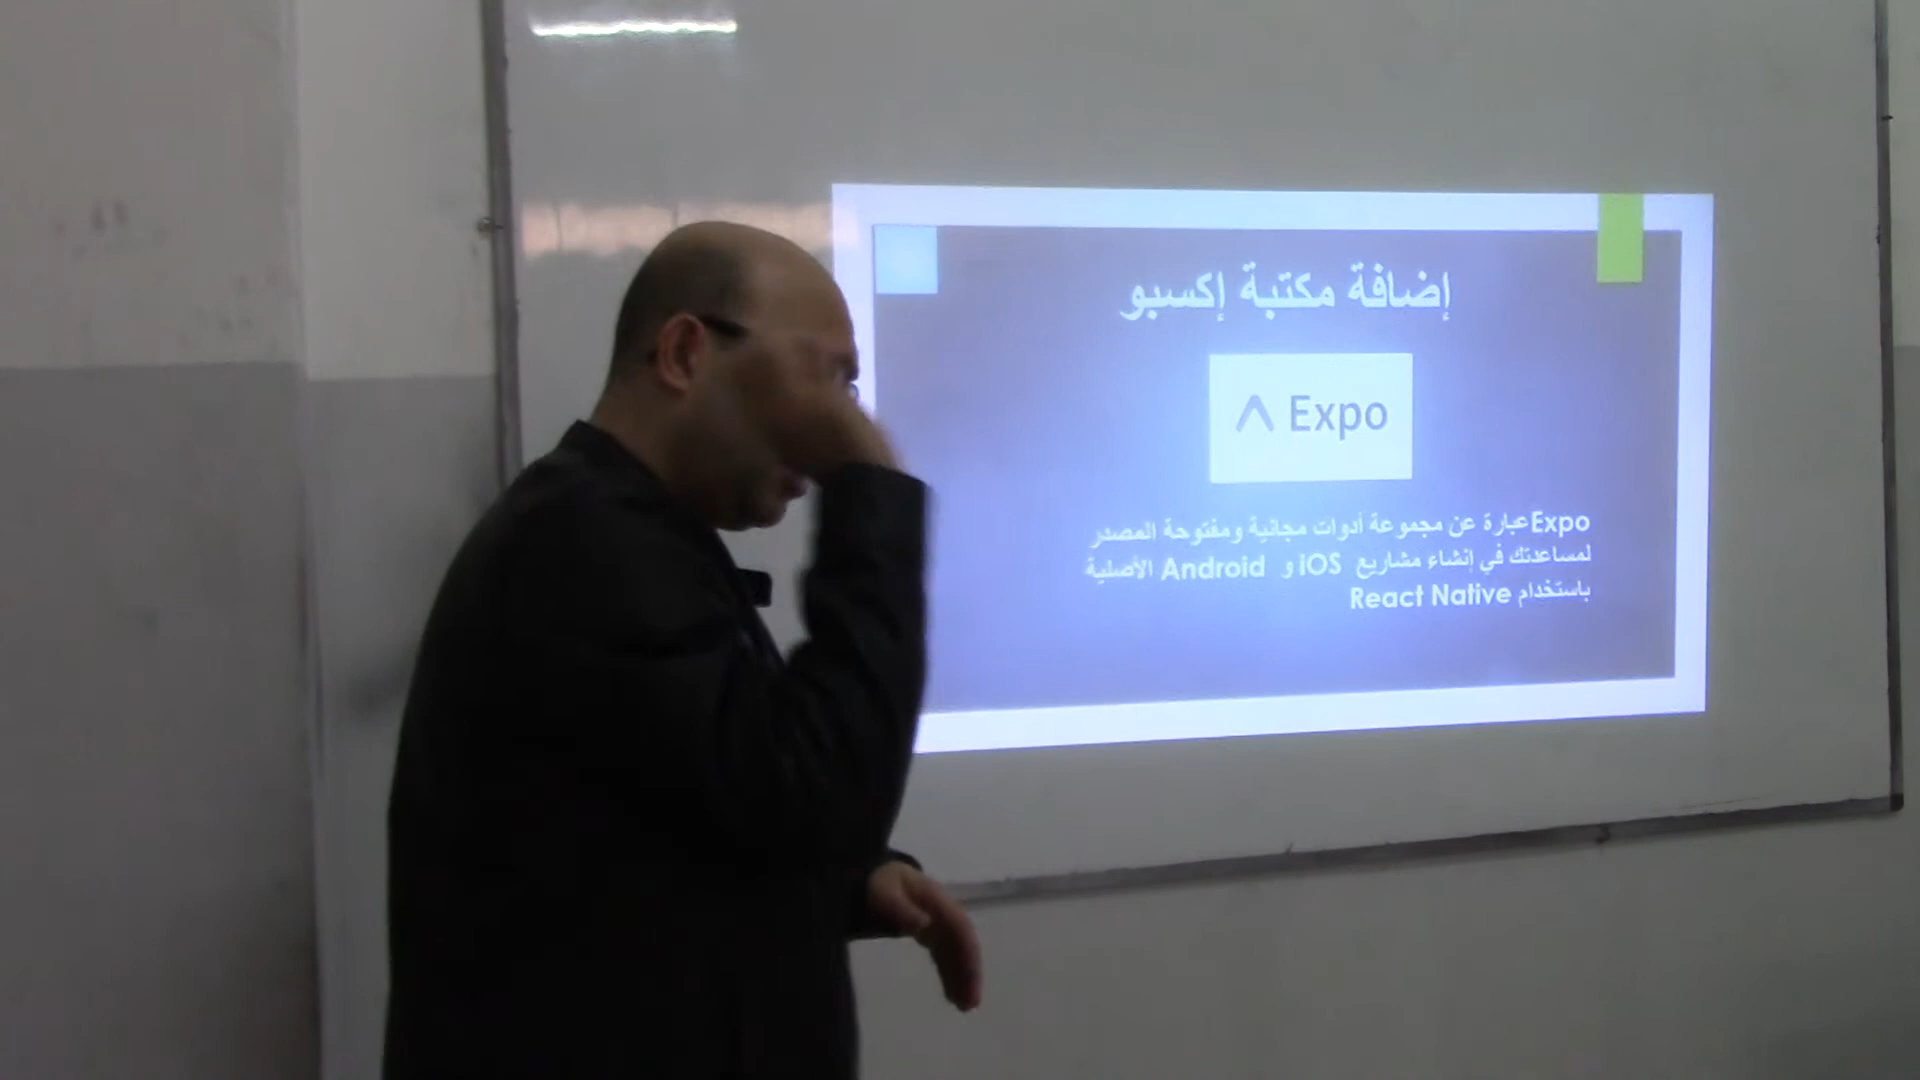 إضافة مكتبة إكسبو
Expo
Expo عبارة عن مجموعة أدوات مجانية ومفتوحة المصدر
لمساعدتك في إنشاء مشاريع iOS و Android الأصلية
باستخدام React Native